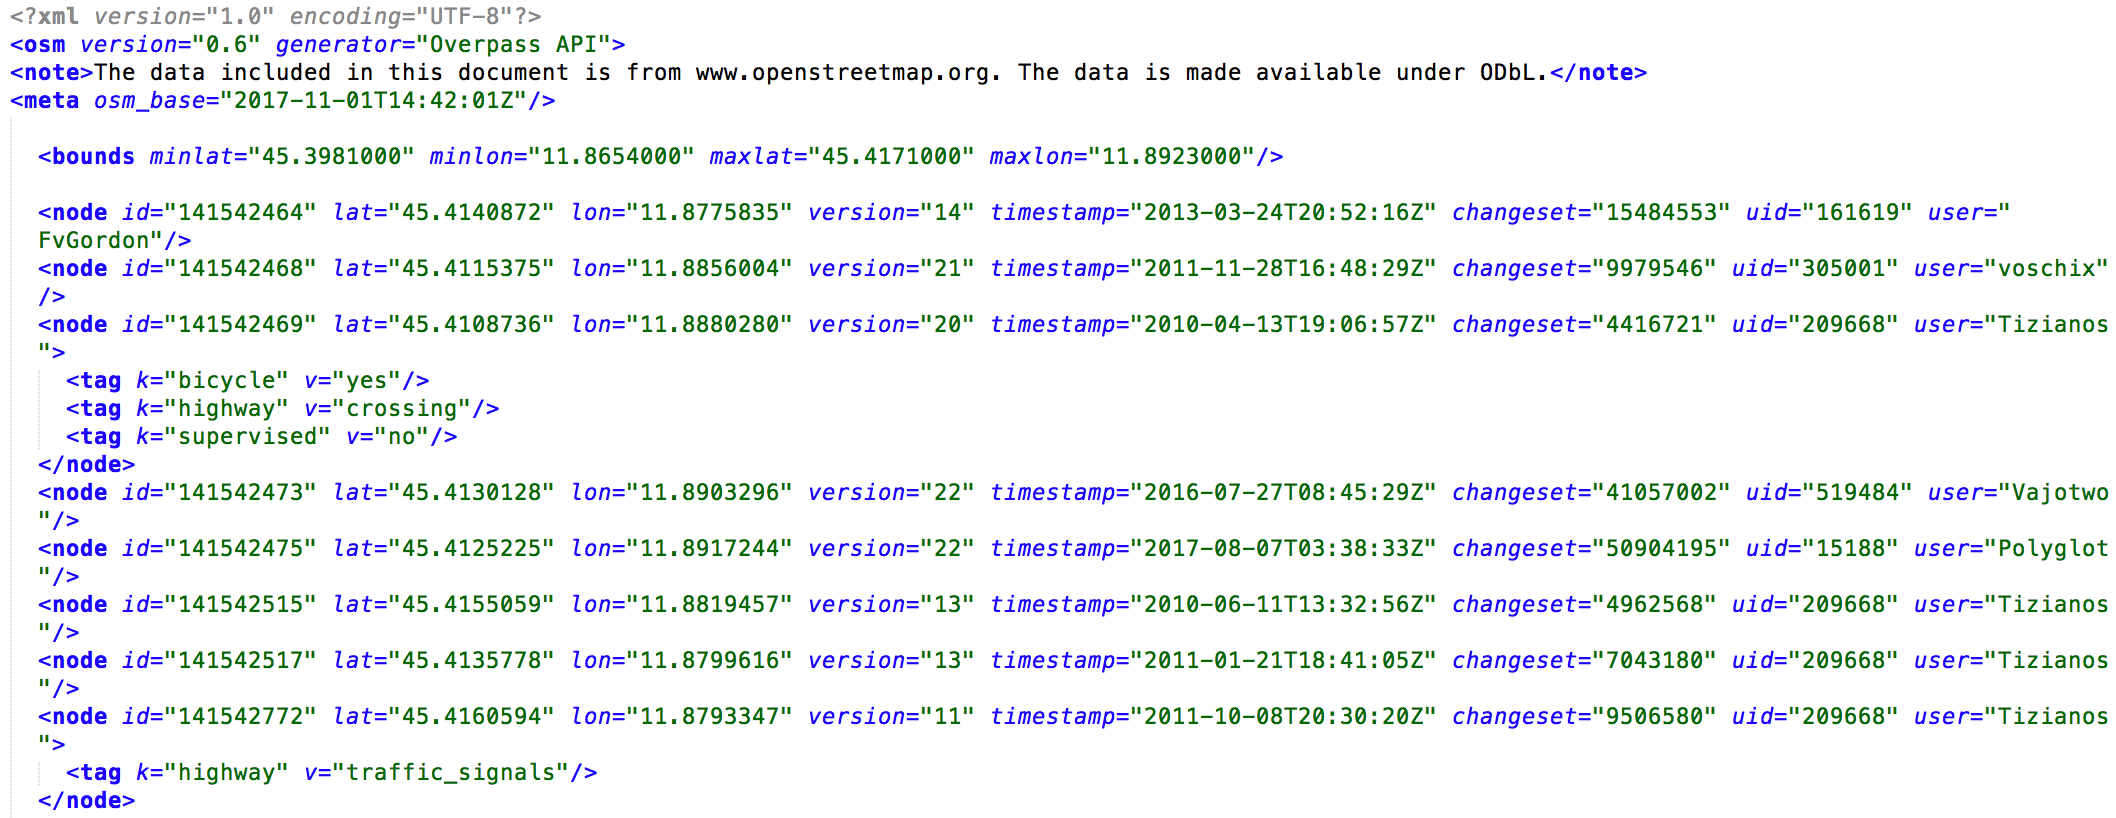 <?xml version="1.0" encoding="UTF-8"?>
<osm version="0.6" generator="Overpass API">
<note>The data included in this document is from www.openstreetmap.org. The data is made available under ODbL.</note>
<meta osm_base="2017-11-01T14:42:01Z"/>
<bounds minlat="45.3981000" minlon="11.8654000" maxlat="45.4171000" maxlon="11.8923000"/>
<node id="141542464" lat="45.4140872" lon="11.8775835" version="14" timestamp="2013-03-24T20:52:16Z" changeset="15484553" uid="161619" user="
FvGordon"/>
<node id="141542468" lat="45.4115375" lon="11.8856004" version="21" timestamp="2011-11-28T16:48:29Z" changeset="9979546" uid="305001" user="voschix"
/>
<node id="141542469" lat="45.4108736" lon="11.8880280" version="20" timestamp="2010-04-13T19:06:57Z" changeset="4416721" uid="209668" user="Tizianos
">
<tag k="bicycle" v="yes"/>
<tag k="highway" v="crossing"/>
<tag k="supervised" v="no"/>
</node>
<node id="141542473" lat="45.4130128" lon="11.8903296" version="22" timestamp="2016-07-27T08:45:29Z" changeset="41057002" uid="519484" user="Vajotwo
"/>
<node id="141542475" lat="45.4125225" lon="11.8917244" version="22" timestamp="2017-08-07T03:38:33Z" changeset="50904195" uid="15188" user="Polyglot
"/>
<node id="141542515" lat="45.4155059" lon="11.8819457" version="13" timestamp="2010-06-11T13:32:56Z" changeset="4962568" uid="209668" user="Tizianos
"/>
<node id="141542517" lat="45.4135778" lon="11.8799616" version="13" timestamp="2011-01-21T18:41:05Z" changeset="7043180" uid="209668" user="Tizianos
"/>
<node id="141542772" lat="45.4160594" lon="11.8793347" version="11" timestamp="2011-10-08T20:30:20Z" changeset="9506580" uid="209668" user="Tizianos
">
<tag k="highway" v="traffic_signals"/>
</node>